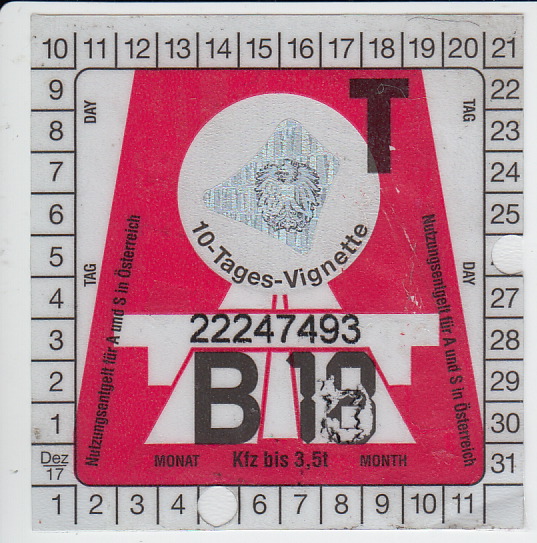 10 11 12 13 14 15 16 17 18 19 20 21
9 22
8 23
7 24
6 25
5
4 27
3 28
2 29
1 30
Dez 17 31
1 2 3 4 6 7 8 9 10 11
DAY
TAG
T
10-Tages-Vignette
TAG
DAY
Nutzungsentgelt für A und S in Österreich
Nutzungsentgelt für A und S in Österreich
22247493
B 18
MONAT Kfz bis 3,5t MONTH